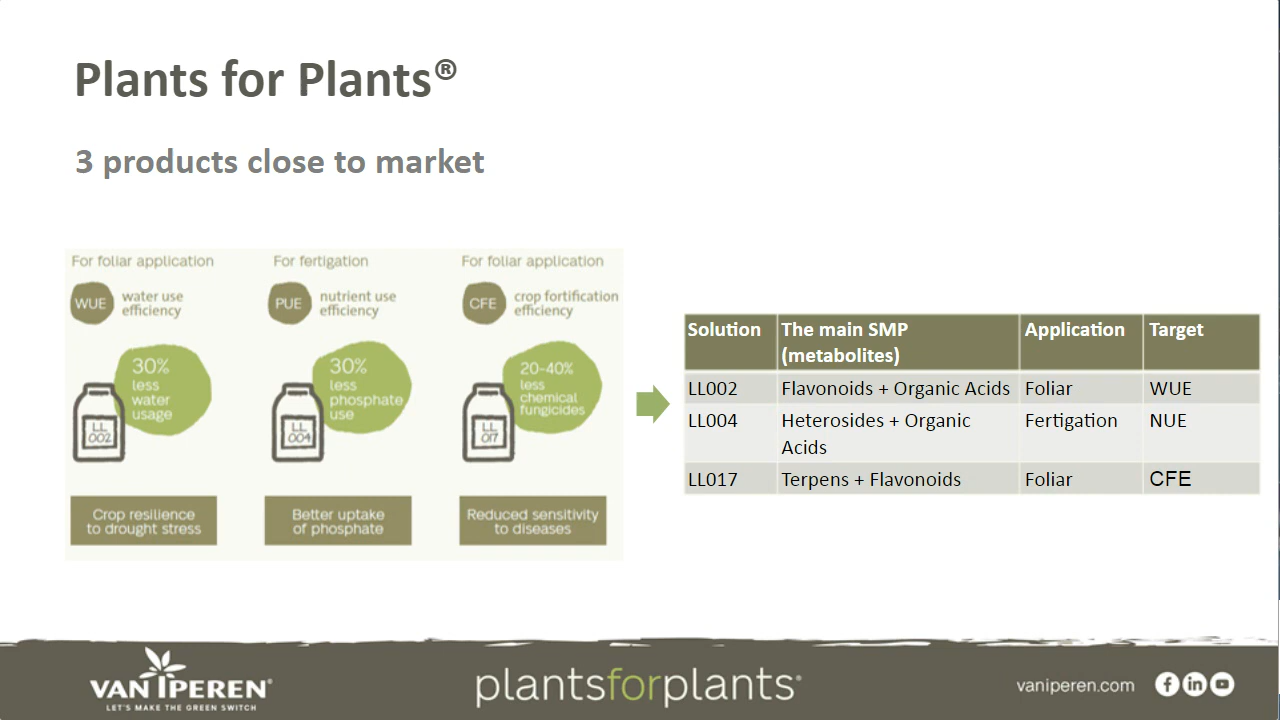 Plants for Plants®
3 products close to market
For foliar application
WUE
water use
efficiency
30%
less
water
usage
LL
002
Crop resilience
to drought stress
For fertigation
PUE
nutrient use
efficiency
30%
less
phosphate
use
LL
004
Better uptake
of phosphate
For foliar application
CFE
crop fortification
efficiency
20-40%
less
chemical
fungicides
LL
017
Reduced sensitivity
to diseases
Solution The main SMP Application Target
(metabolites)
LL002 Flavonoids + Organic Acids Foliar WUE
LL004 Heterosides + Organic Fertigation NUE
Acids
LL017 Terpens + Flavonoids Foliar CFE
VAN IPEREN®
LET'S MAKE THE GREEN SWITCH
plantsforplants®
vaniperen.com